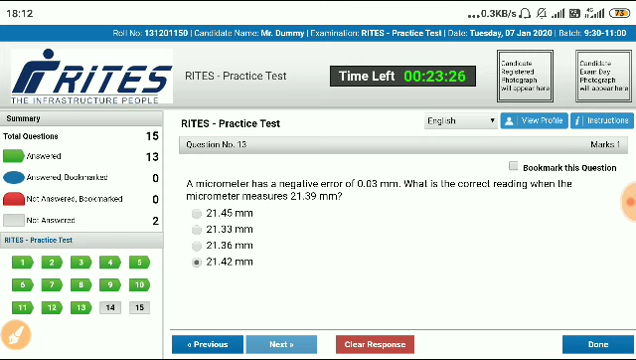 18:12
...0.3KB/s
73
Roll No: 131201150 | Candidate Name: Mr. Dummy | Examination: RITES - Practice Test | Date: Tuesday, 07 Jan 2020 | Batch: 9:30-11:00
RITES
THE INFRASTRUCTURE PEOPLE
RITES - Practice Test
Time Left 00:23:26
Candidate Registered Photograph will appear here
Candidate Exam Day Photograph will appear here
Summary
Total Questions 15
Answered 13
Answered, Bookmarked 0
Not Answered, Bookmarked 0
Not Answered 2
RITES - Practice Test
1 2 3 4 5
6 7 8 9 10
11 12 13 14 15
RITES - Practice Test
English
View Profile
Instructions
Question No. 13
Marks 1
Bookmark this Question
A micrometer has a negative error of 0.03 mm. What is the correct reading when the
micrometer measures 21.39 mm?
21.45 mm
21.33 mm
21.36 mm
21.42 mm
« Previous
Next »
Clear Response
Done